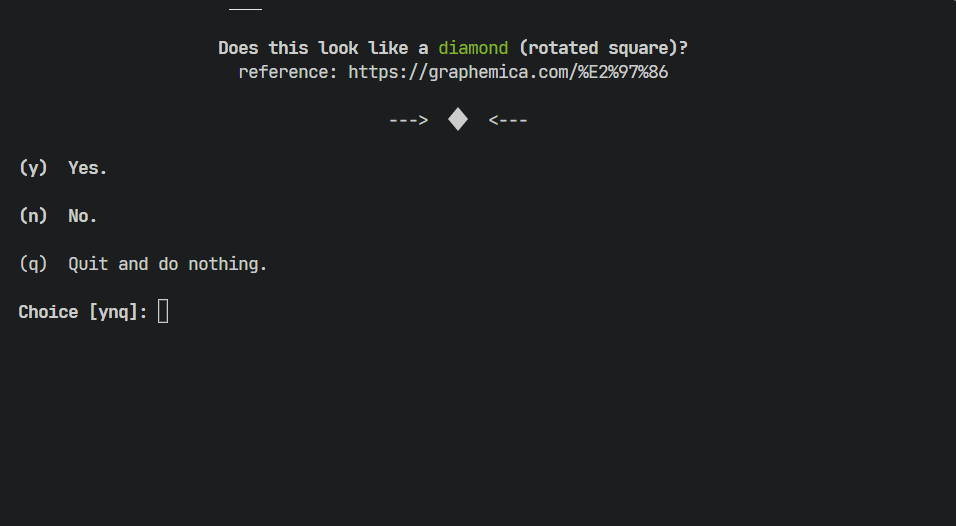 Does this look like a diamond (rotated square)?
reference: https://graphemica.com/%E2%97%86
---> ♦ <---
(y) Yes.
(n) No.
(q) Quit and do nothing.
Choice [ynq]: